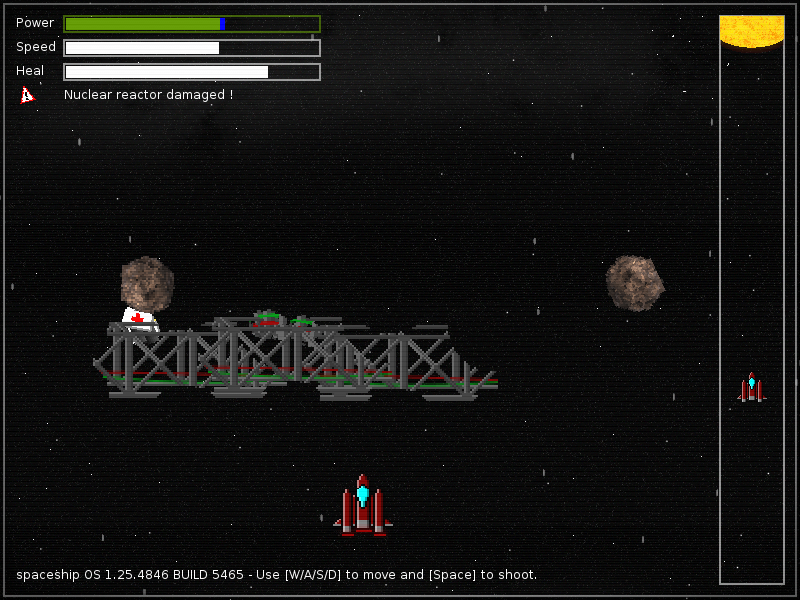 Power
Speed
Heal
Nuclear reactor damaged !
spaceship OS 1.25.4846 BUILD 5465 - Use [W/A/S/D] to move and [Space] to shoot.